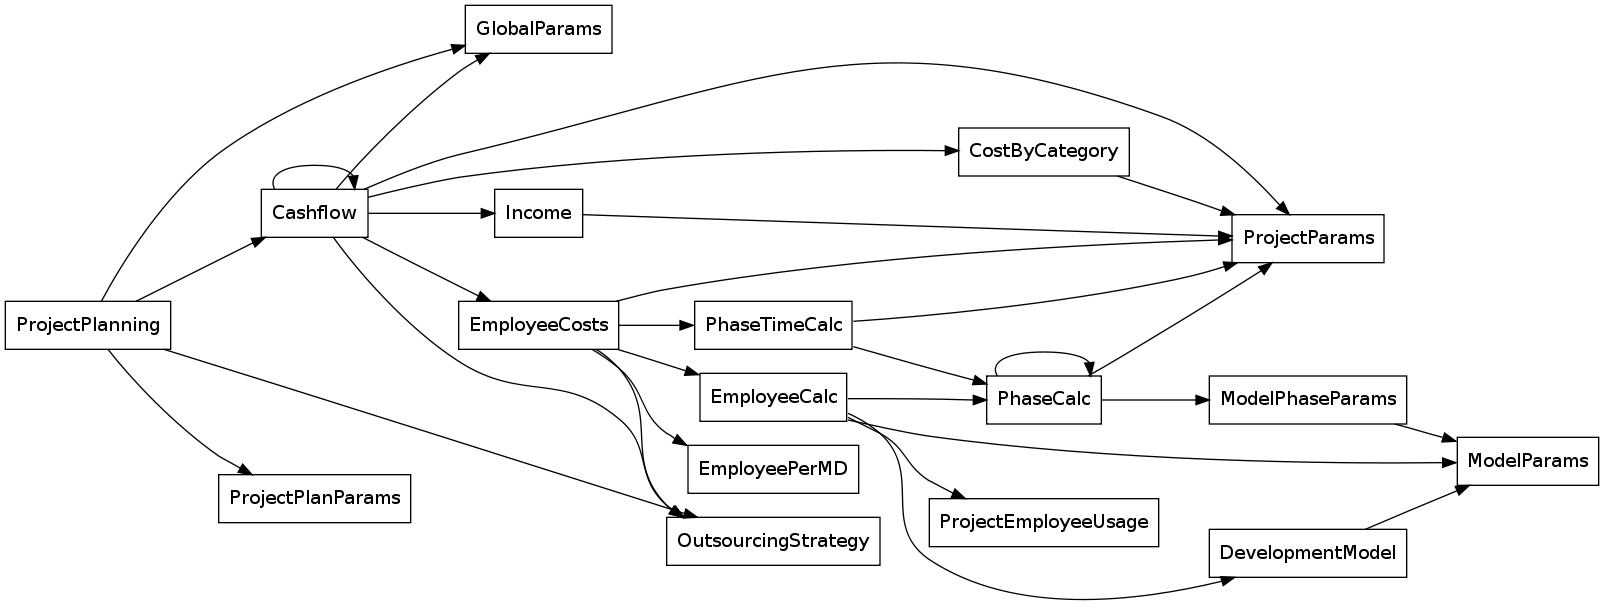 GlobalParams
CostByCategory
Cashflow
Income
ProjectParams
ProjectPlanning
EmployeeCosts
PhaseTimeCalc
EmployeeCalc
PhaseCalc
ModelPhaseParams
ModelParams
EmployeePerMD
ProjectPlanParams
ProjectEmployeeUsage
OutsourcingStrategy
DevelopmentModel